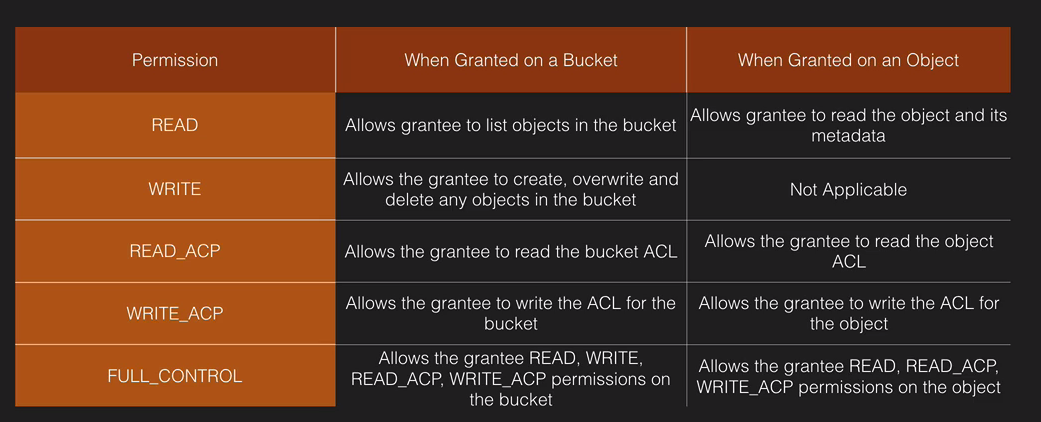 Permission
When Granted on a Bucket
When Granted on an Object
READ
Allows grantee to list objects in the bucket
Allows grantee to read the object and its
metadata
WRITE
Allows the grantee to create, overwrite and
delete any objects in the bucket
Not Applicable
READ_ACP
Allows the grantee to read the bucket ACL
Allows the grantee to read the object
ACL
WRITE_ACP
Allows the grantee to write the ACL for the
bucket
Allows the grantee to write the ACL for
the object
FULL_CONTROL
Allows the grantee READ, WRITE,
READ_ACP, WRITE_ACP permissions on
the bucket
Allows the grantee READ, READ_ACP,
WRITE_ACP permissions on the object